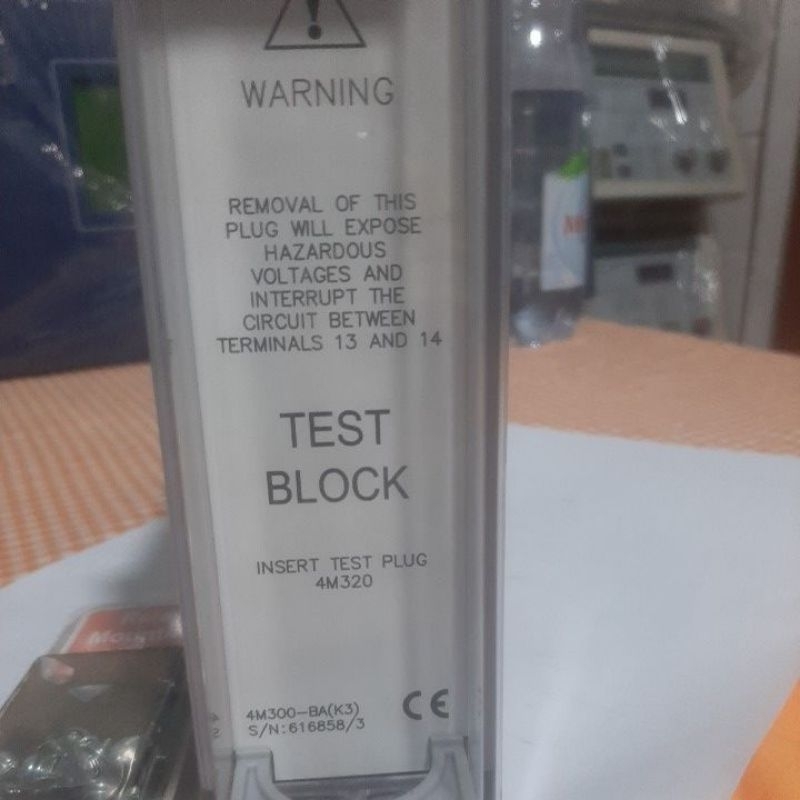 WARNING
REMOVAL OF THIS
PLUG WILL EXPOSE
HAZARDOUS
VOLTAGES AND
INTERRUPT THE
CIRCUIT BETWEEN
TERMINALS 13 AND 14
TEST
BLOCK
INSERT TEST PLUG
4M320
4M300-BA(K3)
S/N:616858/3
CE